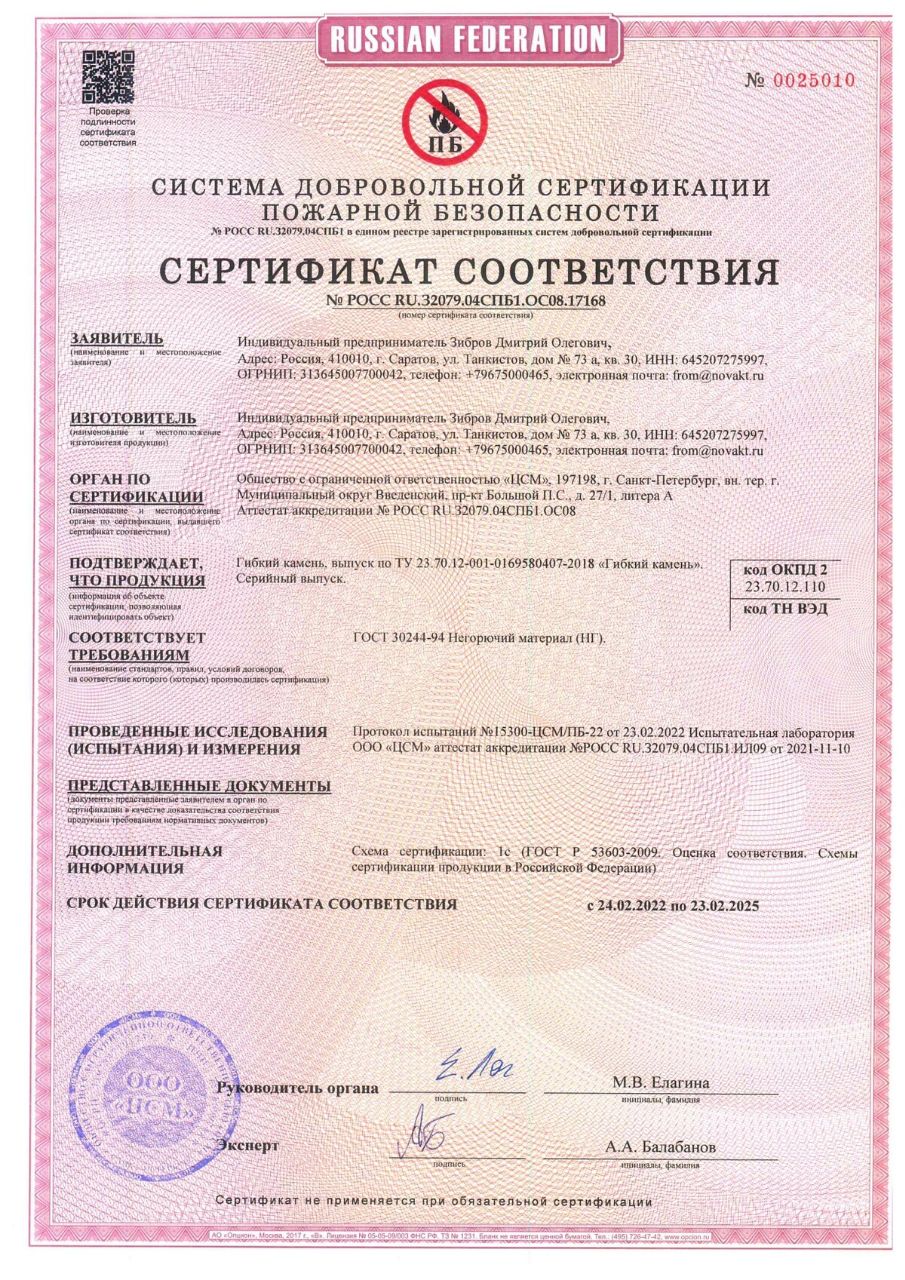 RUSSIAN FEDERATION
№ 0025010
Проверка
подлинности
сертификата
соответствия
ПБ
СИСТЕМА ДОБРОВОЛЬНОЙ СЕРТИФИКАЦИИ
ПОЖАРНОЙ БЕЗОПАСНОСТИ
№ РОСС RU.32079.04СПБ1 в едином реестре зарегистрированных систем добровольной сертификации
СЕРТИФИКАТ СООТВЕТСТВИЯ
№ РОСС RU.32079.04СПБ1.ОС08.17168
(номер сертификата соответствия)
ЗАЯВИТЕЛЬ
(наименование и местоположение
заявителя)
Индивидуальный предприниматель Зибров Дмитрий Олегович,
Адрес: Россия, 410010, г. Саратов, ул. Танкистов, дом № 73 а, кв. 30, ИНН: 645207275997,
ОГРНИП: 313645007700042, телефон: +79675000465, электронная почта: from@novakt.ru
ИЗГОТОВИТЕЛЬ
(наименование и местоположение
изготовителя продукции)
Индивидуальный предприниматель Зибров Дмитрий Олегович,
Адрес: Россия, 410010, г. Саратов, ул. Танкистов, дом № 73 а, кв. 30, ИНН: 645207275997,
ОГРНИП: 313645007700042, телефон: +79675000465, электронная почта: from@novakt.ru
ОРГАН ПО
СЕРТИФИКАЦИИ
(наименование и местоположение
органа по сертификации, выдавшего
сертификат соответствия)
Общество с ограниченной ответственностью «ЦСМ», 197198, г. Санкт-Петербург, вн. тер. г.
Муниципальный округ Введенский, пр-кт Большой П.С., д. 27/1, литера А
Аттестат аккредитации № РОСС RU.32079.04СПБ1.ОС08
ПОДТВЕРЖДАЕТ,
ЧТО ПРОДУКЦИЯ
(информация об объекте
сертификации, позволяющая
идентифицировать объект)
Гибкий камень, выпуск по ТУ 23.70.12-001-0169580407-2018 «Гибкий камень».
Серийный выпуск.
код ОКПД 2
23.70.12.110
код ТН ВЭД
СООТВЕТСТВУЕТ
ТРЕБОВАНИЯМ
(наименование стандартов, правил, условий договоров,
на соответствие которого (которых) производилась сертификация)
ГОСТ 30244-94 Негорючий материал (НГ).
ПРОВЕДЕННЫЕ ИССЛЕДОВАНИЯ
(ИСПЫТАНИЯ) И ИЗМЕРЕНИЯ
Протокол испытаний №15300-ЦСМ/ПБ-22 от 23.02.2022 Испытательная лаборатория
ООО «ЦСМ» аттестат аккредитации №РОСС RU.32079.04СПБ1.ИЛ09 от 2021-11-10
ПРЕДСТАВЛЕННЫЕ ДОКУМЕНТЫ
(документы представленные заявителем в орган по
сертификации в качестве доказательства соответствия
продукции требованиям нормативных документов)
ДОПОЛНИТЕЛЬНАЯ
ИНФОРМАЦИЯ
Схема сертификации: 1с (ГОСТ Р 53603-2009. Оценка соответствия. Схемы
сертификации продукции в Российской Федерации)
СРОК ДЕЙСТВИЯ СЕРТИФИКАТА СООТВЕТСТВИЯ
с 24.02.2022 по 23.02.2025
ООО
«ЦСМ»
Руководитель органа
подпись
М.В. Елагина
инициалы, фамилия
Эксперт
подпись
А.А. Балабанов
инициалы, фамилия
Сертификат не применяется при обязательной сертификации
АО «Опцион», Москва, 2017 г., «В». Лицензия № 05-05-09/003 ФНС РФ. ТЗ № 1231. Бланк не является ценной бумагой. Тел.: (495) 726-47-42, www.opcion.ru